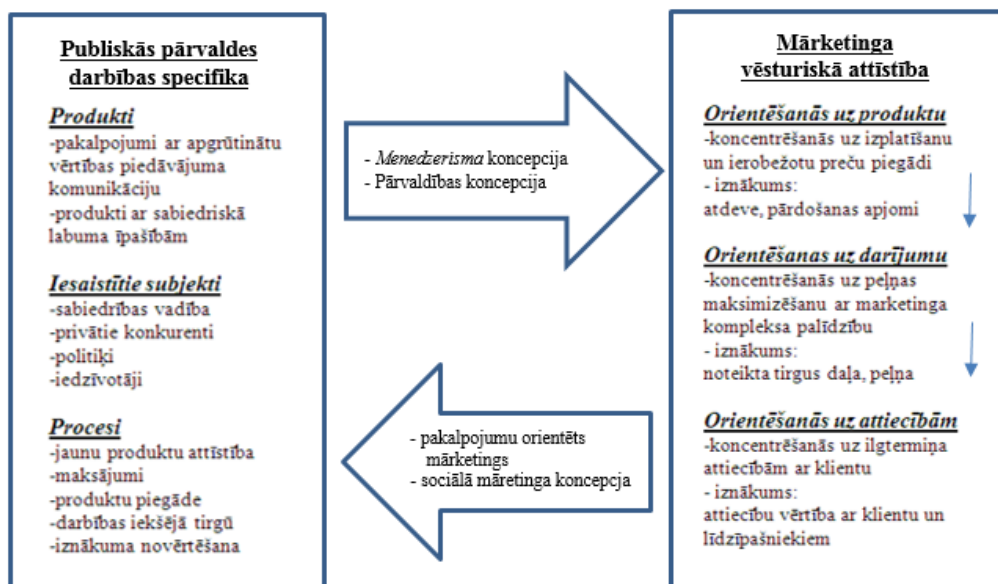 Publiskās pārvaldes
darbības specifika
Produkti
-pakalpojumi ar apgrūtinātu
vērtības piedāvājuma
komunikāciju
-produkti ar sabiedriskā
labuma īpašībām
Iesaistītie subjekti
-sabiedrības vadība
-privātie konkurenti
-politiķi
-iedzīvotāji
Procesi
-jaunu produktu attīstība
-maksājumi
-produktu piegāde
-darbības iekšējā tirgū
-iznākuma novērtēšana
- Menedzerisma koncepcija
- Pārvaldības koncepcija
- pakalpojumu orientēts
mārketings
- sociālā māretinga koncepcja
Mārketinga
vēsturiskā attīstība
Orientēšanās uz produktu
-koncentrēšanās uz izplatīšanu
un ierobežotu preču piegādi
- iznākums:
atdeve, pārdošanas apjomi
Orientēšanas uz darījumu
-koncentrēšanās uz peļņas
maksimizēšanu ar marketinga
kompleksa palīdzību
- iznākums:
noteikta tirgus daļa, peļņa
Orientēšanās uz attiecībām
-koncentrēšanās uz ilgtermiņa
attiecībām ar klientu
- iznākums:
attiecību vērtība ar klientu un
līdzīpašniekiem